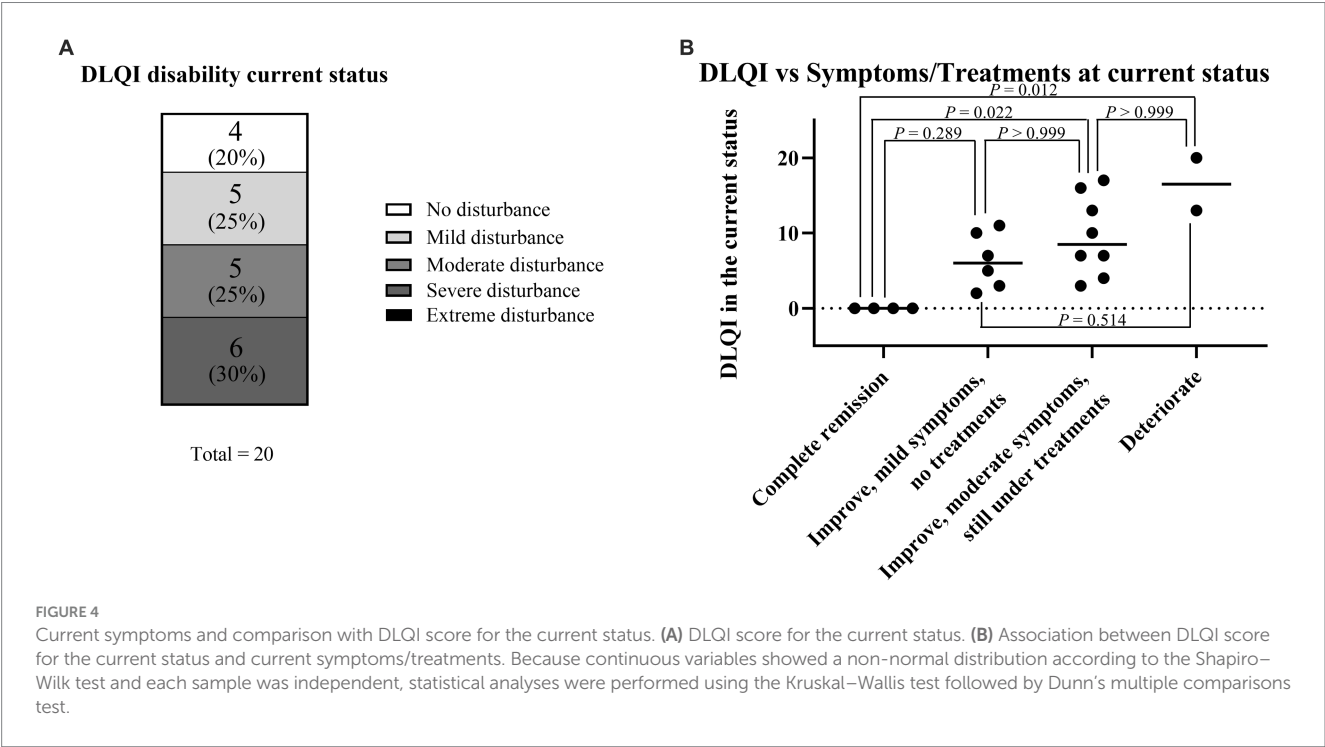 A
DLQI disability current status
4
(20%)
5
(25%)
5
(25%)
6
(30%)
Total = 20
No disturbance
Mild disturbance
Moderate disturbance
Severe disturbance
Extreme disturbance
B
DLQI vs Symptoms/Treatments at current status
P = 0.012
P = 0.022
P > 0.999
P = 0.289
P > 0.999
DLQI in the current status
20
10
0
P = 0.514
Complete remission
Improve, mild symptoms,
no treatments
Improve, moderate symptoms,
still under treatments
Deteriorate
FIGURE 4
Current symptoms and comparison with DLQI score for the current status. (A) DLQI score for the current status. (B) Association between DLQI score
for the current status and current symptoms/treatments. Because continuous variables showed a non-normal distribution according to the Shapiro–
Wilk test and each sample was independent, statistical analyses were performed using the Kruskal–Wallis test followed by Dunn's multiple comparisons
test.